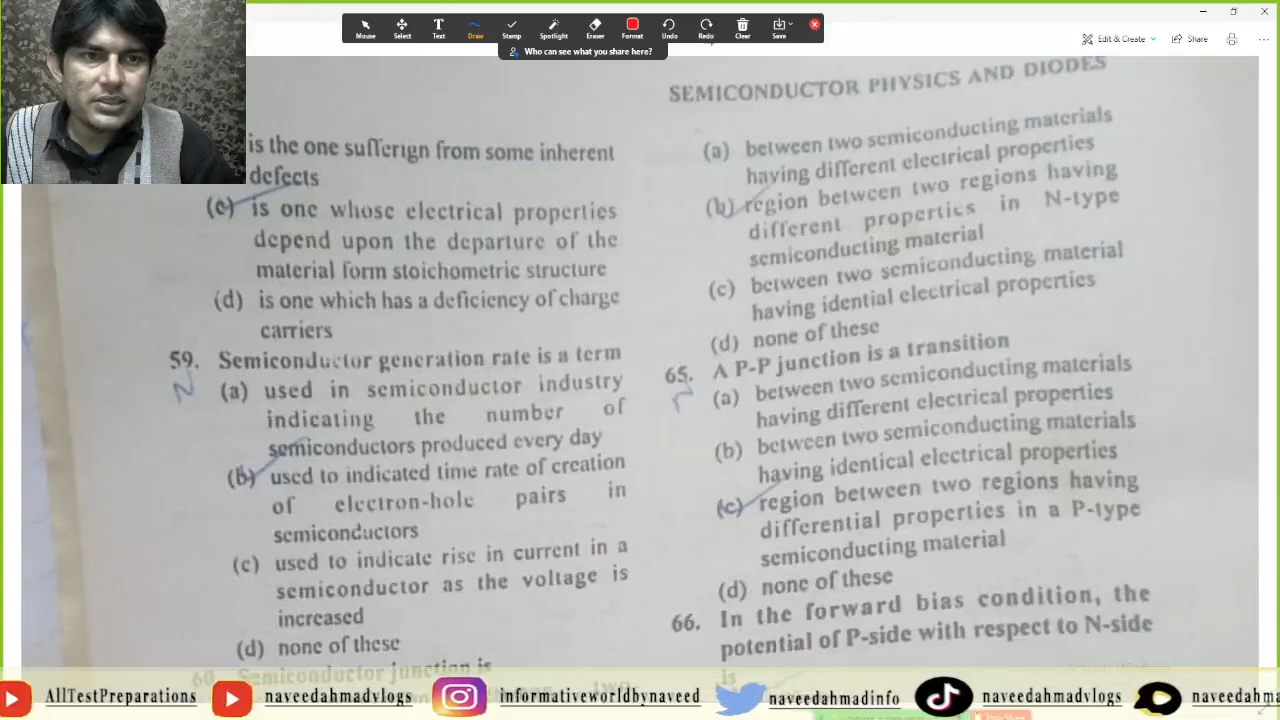 Mouse Select Text Draw Stamp Spotlight Eraser Format Undo Redo Clear Save
Who can see what you share here?
Edit & Create Share
SEMICONDUCTOR PHYSICS AND DIODES
is the one sufferign from some inherent
defects
(c) is one whose electrical properties
depend upon the departure of the
material form stoichometric structure
(d) is one which has a deficiency of charge
carriers
59. Semiconductor generation rate is a term
(a) used in semiconductor industry
indicating the number of
semiconductors produced every day
(b) used to indicated time rate of creation
of electron-hole pairs in
semiconductors
(c) used to indicate rise in current in a
semiconductor as the voltage is
increased
(d) none of these
60 Semiconductor junction is
(a) between two semiconducting materials
having different electrical properties
(b) region between two regions having
different properties in N-type
semiconducting material
(c) between two semiconducting material
having idential electrical properties
(d) none of these
65. A P-P junction is a transition
(a) between two semiconducting materials
having different electrical properties
(b) between two semiconducting materials
having identical electrical properties
(c) region between two regions having
differential properties in a P-type
semiconducting material
(d) none of these
66. In the forward bias condition, the
potential of P-side with respect to N-side
is
AllTestPreparations naveedahmadvlogs informativeworldbynaveed naveedahmadinfo naveedahmadvlogs naveedahma